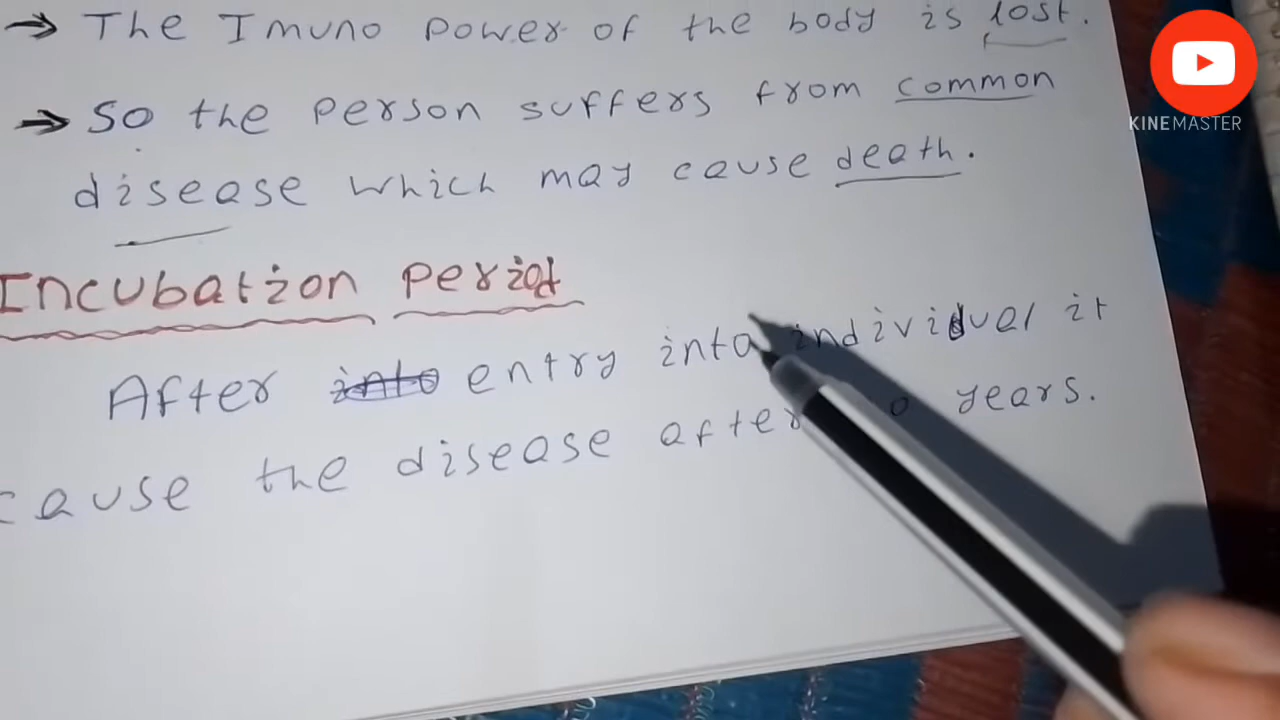 → The Imuno power of the body is lost.
→ So the person suffers from common
disease which may cause death.
Incubation period
After into entry into individual it
cause the disease after years.
KINEMASTER